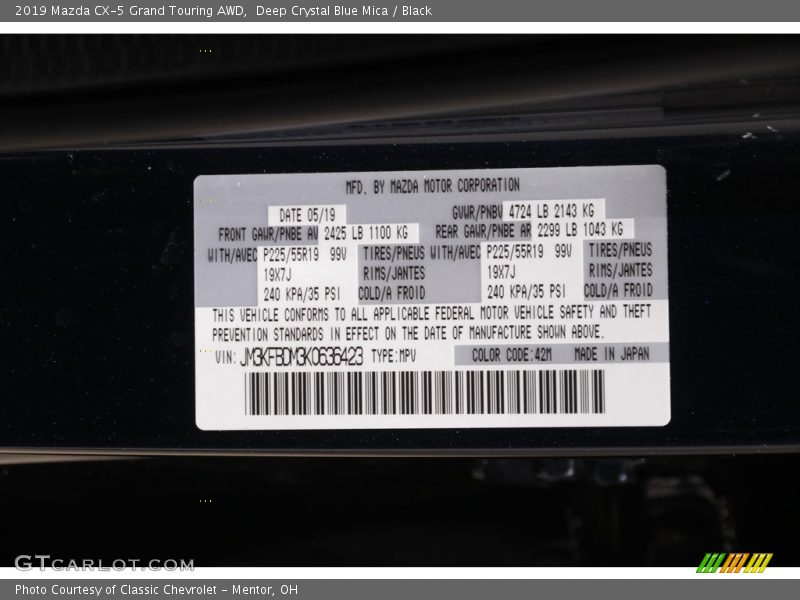 2019 Mazda CX-5 Grand Touring AWD, Deep Crystal Blue Mica / Black
MFD. BY MAZDA MOTOR CORPORATION
DATE 05/19 GVWR/PNBV 4724 LB 2143 KG
FRONT GAWR/PNBE AV 2425 LB 1100 KG REAR GAWR/PNBE AR 2299 LB 1043 KG
WITH/AVEC P225/55R19 99V TIRES/PNEUS WITH/AVEC P225/55R19 99V TIRES/PNEUS
19X7J RIMS/JANTES 19X7J RIMS/JANTES
240 KPA/35 PSI COLD/A FROID 240 KPA/35 PSI COLD/A FROID
THIS VEHICLE CONFORMS TO ALL APPLICABLE FEDERAL MOTOR VEHICLE SAFETY AND THEFT
PREVENTION STANDARDS IN EFFECT ON THE DATE OF MANUFACTURE SHOWN ABOVE.
VIN: JM3KFBDM3K0636423 TYPE:MPV COLOR CODE:42M MADE IN JAPAN
GTCARLOT.COM
Photo Courtesy of Classic Chevrolet - Mentor, OH